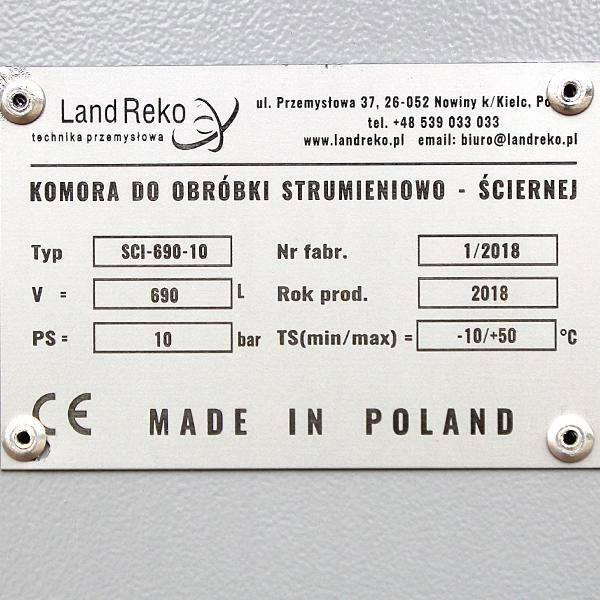 Land Reko
technika przemysłowa
ul. Przemysłowa 37, 26-052 Nowiny k/Kielc,
tel. +48 539 033 033
www.landreko.pl email: biuro@landreko.pl
KOMORA DO OBRÓBKI STRUMIENIOWO - ŚCIERNEJ
Typ SCI-690-10 Nr fabr. 1/2018
V = 690 L Rok prod. 2018
PS = 10 bar TS(min/max) = -10/+50 °C
CE MADE IN POLAND